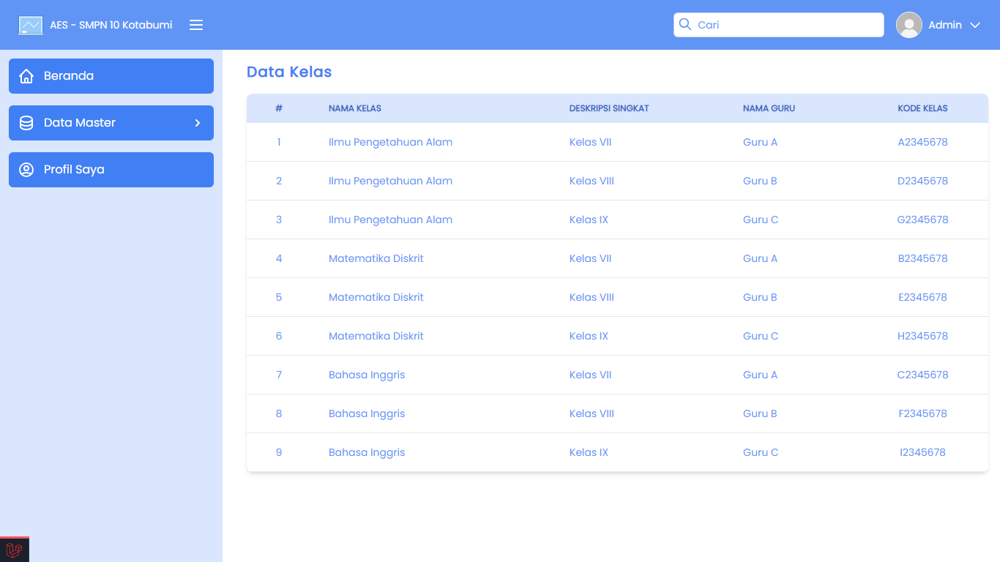 AES - SMPN 10 Kotabumi
Cari
Admin
Beranda
Data Master
Profil Saya
Data Kelas
# NAMA KELAS DESKRIPSI SINGKAT NAMA GURU KODE KELAS
1 Ilmu Pengetahuan Alam Kelas VII Guru A A2345678
2 Ilmu Pengetahuan Alam Kelas VIII Guru B D2345678
3 Ilmu Pengetahuan Alam Kelas IX Guru C G2345678
4 Matematika Diskrit Kelas VII Guru A B2345678
5 Matematika Diskrit Kelas VIII Guru B E2345678
6 Matematika Diskrit Kelas IX Guru C H2345678
7 Bahasa Inggris Kelas VII Guru A C2345678
8 Bahasa Inggris Kelas VIII Guru B F2345678
9 Bahasa Inggris Kelas IX Guru C I2345678